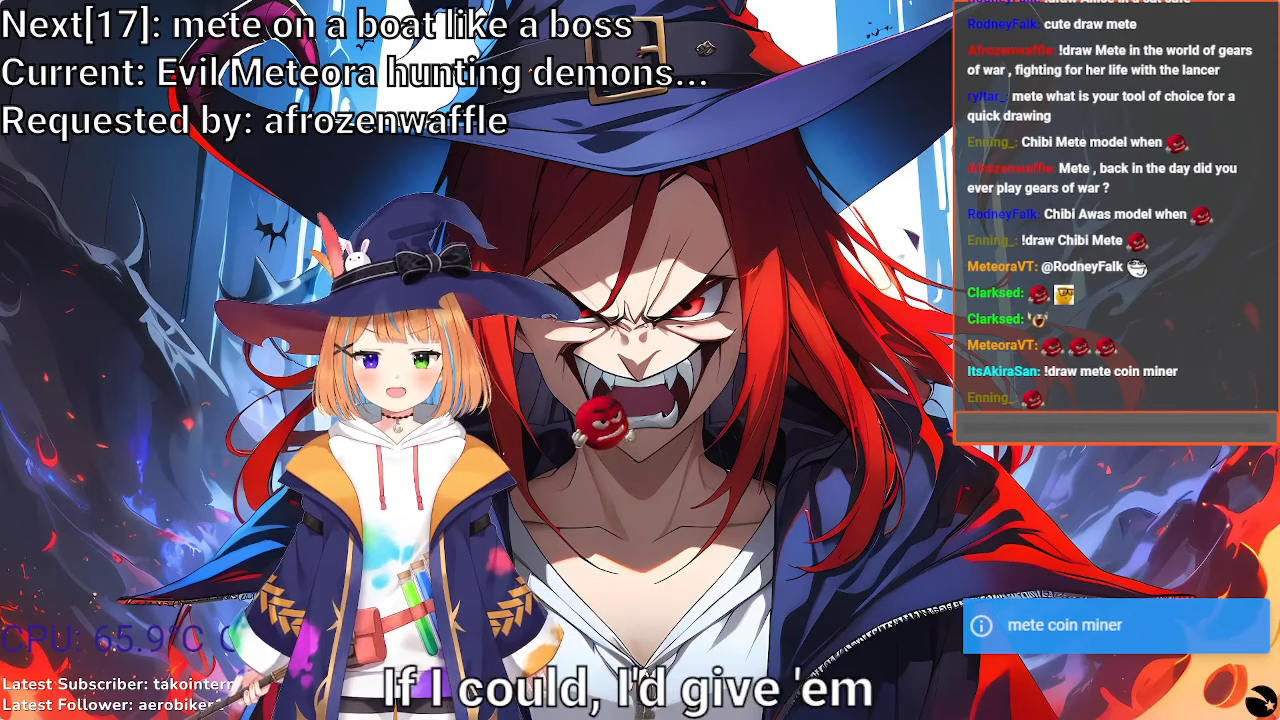 Next[17]: mete on a boat like a boss
Current: Evil Meteora hunting demons...
Requested by: afrozenwaffle
RodneyFalk: cute draw mete
Afrozenwaffle: !draw Mete in the world of gears
of war , fighting for her life with the lancer
ryftar_: mete what is your tool of choice for a
quick drawing
Enning_: Chibi Mete model when
Afrozenwaffle: Mete , back in the day did you
ever play gears of war ?
RodneyFalk: Chibi Awas model when
Enning_: !draw Chibi Mete
MeteoraVT: @RodneyFalk
Clarksed:
Clarksed:
MeteoraVT:
ItsAkiraSan: !draw mete coin miner
Enning_:
mete coin miner
CPU: 65.9°C
Latest Subscriber: takointern
Latest Follower: aerobiker
If I could, I'd give 'em